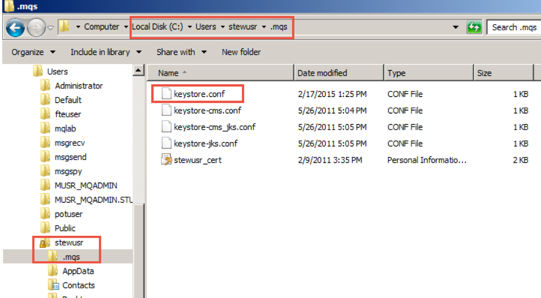 .mqs
Computer Local Disk (C:) Users stewusr .mqs
Search .mqs
Organize Include in library Share with New folder
Users
Administrator
Default
fteuser
mqlab
msgrecv
msgsend
msgspy
MUSR_MQADMIN
MUSR_MQADMIN.STU
potuser
Public
stewusr
.mqs
AppData
Contacts
Name Date modified Type Size
keystore.conf 2/17/2015 1:25 PM CONF File 1 KB
keystore-cms.conf 5/26/2011 5:04 PM CONF File 1 KB
keystore-cms_jks.conf 5/26/2011 5:05 PM CONF File 1 KB
keystore-jks.conf 5/26/2011 5:05 PM CONF File 1 KB
stewusr_cert 2/9/2011 3:35 PM Personal Informatio... 2 KB